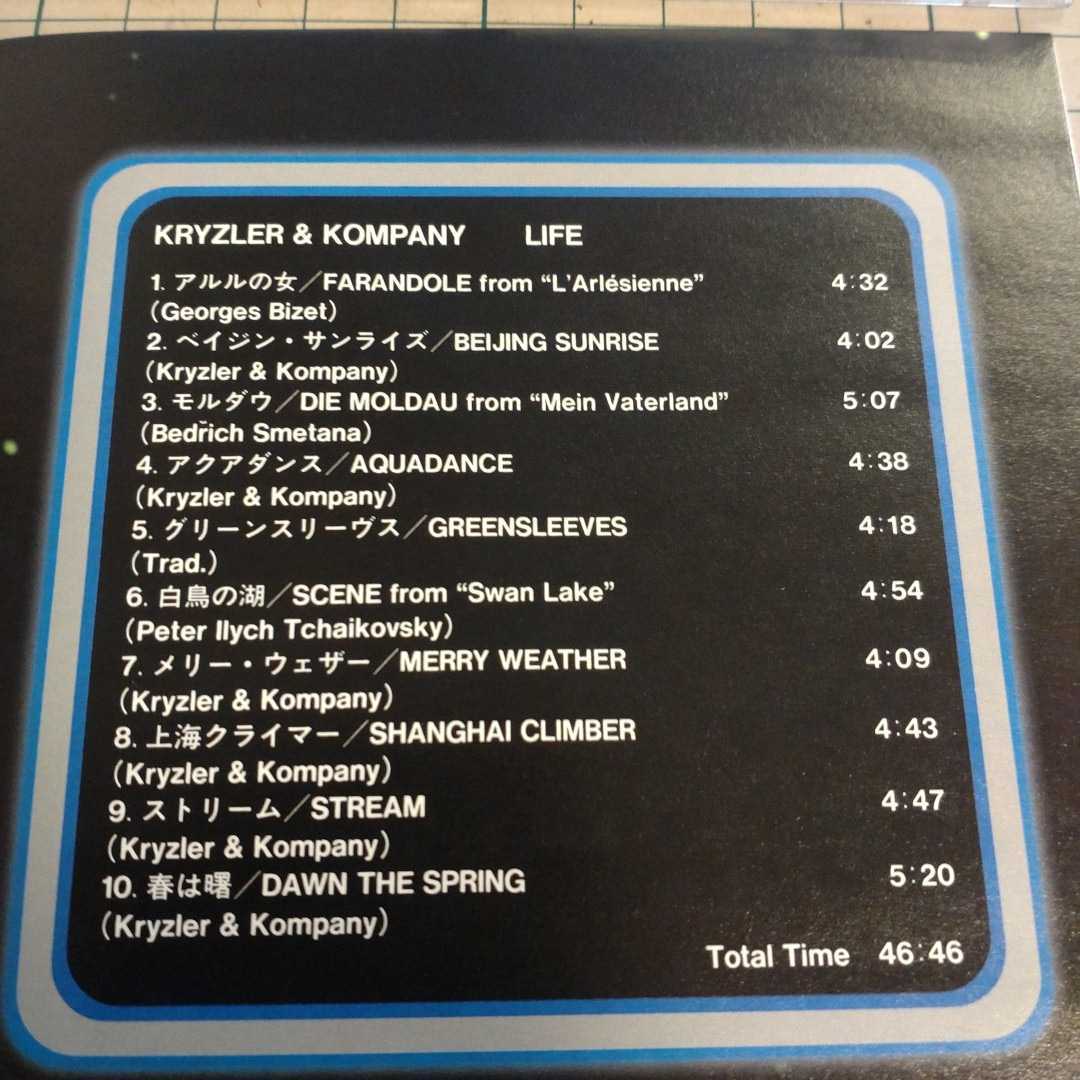 KRYZLER & KOMPANY LIFE
1. アルルの女／FARANDOLE from “L'Arlésienne” 4:32
(Georges Bizet)
2. ベイジン・サンライズ／BEIJING SUNRISE 4:02
(Kryzler & Kompany)
3. モルダウ／DIE MOLDAU from “Mein Vaterland” 5:07
(Bedřich Smetana)
4. アクアダンス／AQUADANCE 4:38
(Kryzler & Kompany)
5. グリーンスリーヴス／GREENSLEEVES 4:18
(Trad.)
6. 白鳥の湖／SCENE from “Swan Lake” 4:54
(Peter Ilych Tchaikovsky)
7. メリー・ウェザー／MERRY WEATHER 4:09
(Kryzler & Kompany)
8. 上海クライマー／SHANGHAI CLIMBER 4:43
(Kryzler & Kompany)
9. ストリーム／STREAM 4:47
(Kryzler & Kompany)
10. 春は曙／DAWN THE SPRING 5:20
(Kryzler & Kompany)
Total Time 46:46